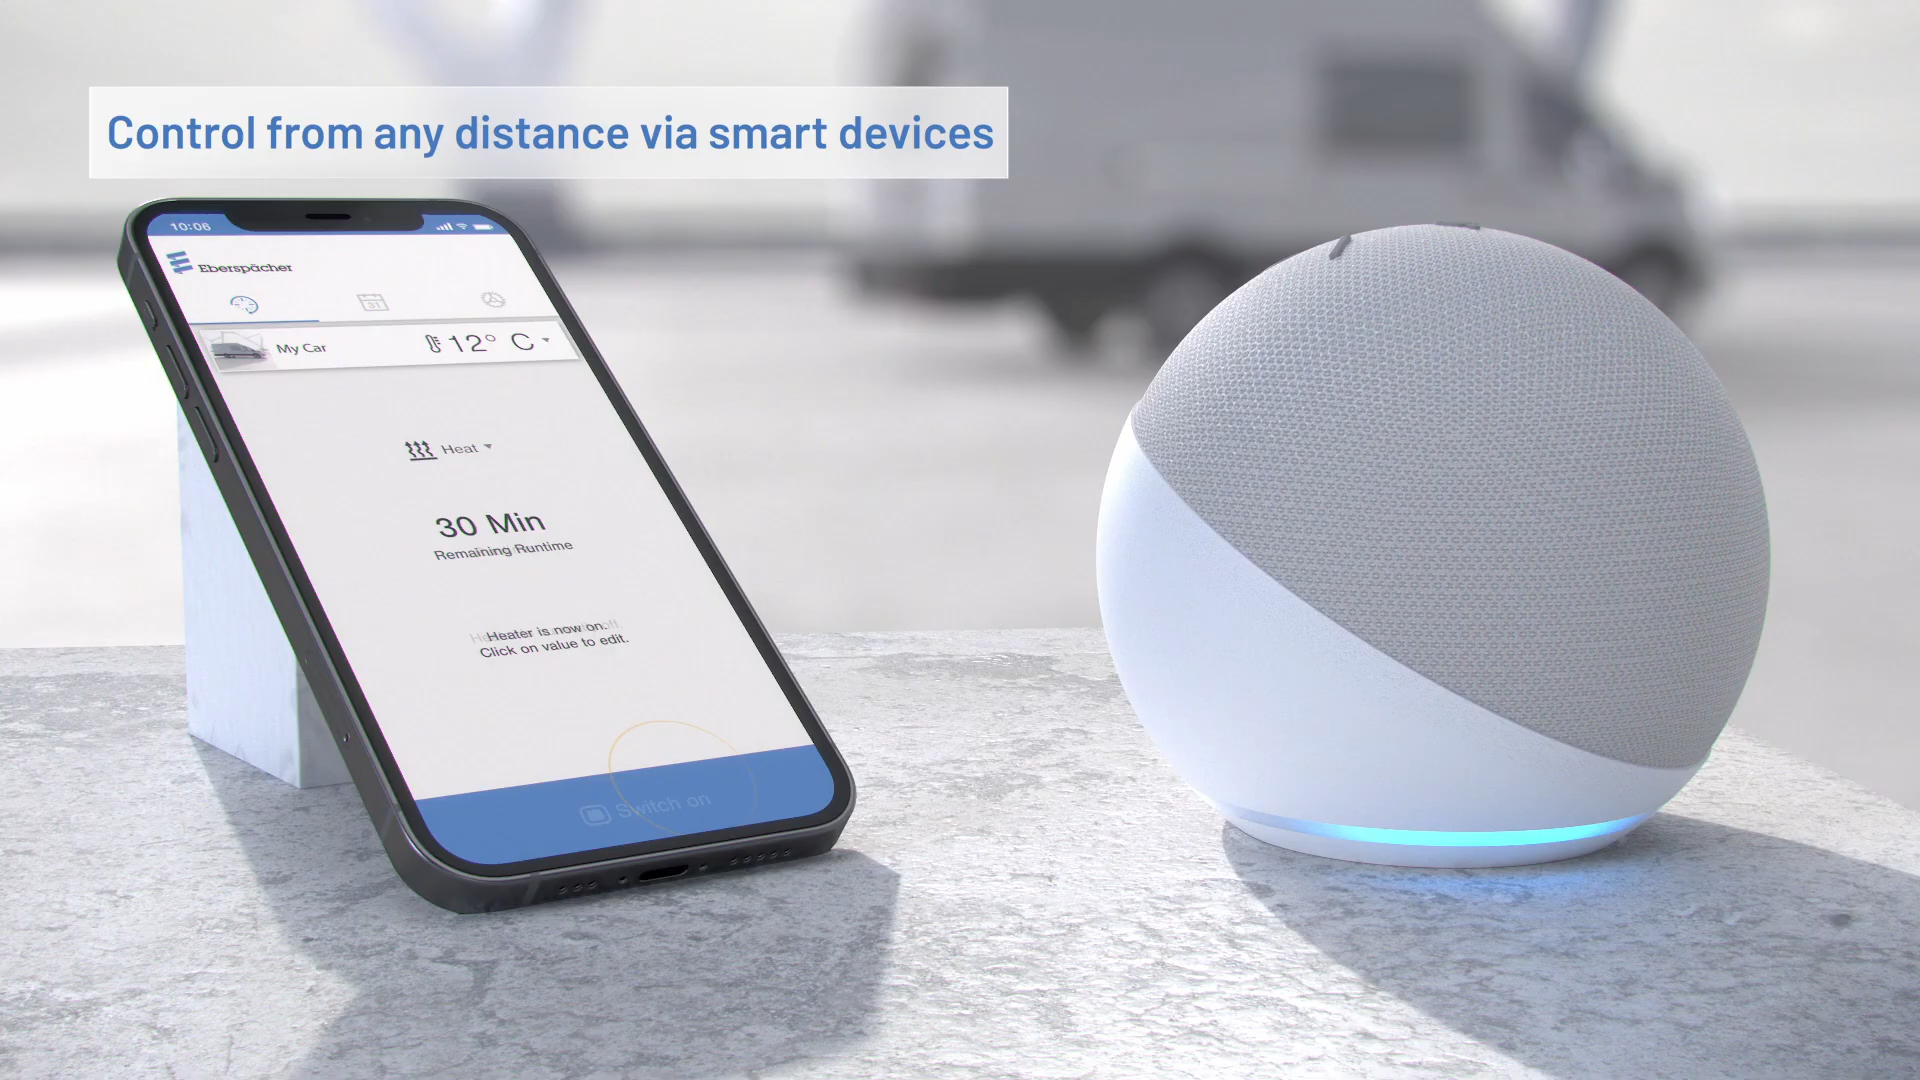 Control from any distance via smart devices
10:06
Eberspächer
31
My Car
12° C
Heat
30 Min
Remaining Runtime
Heater is now on.
Click on value to edit.
Switch on